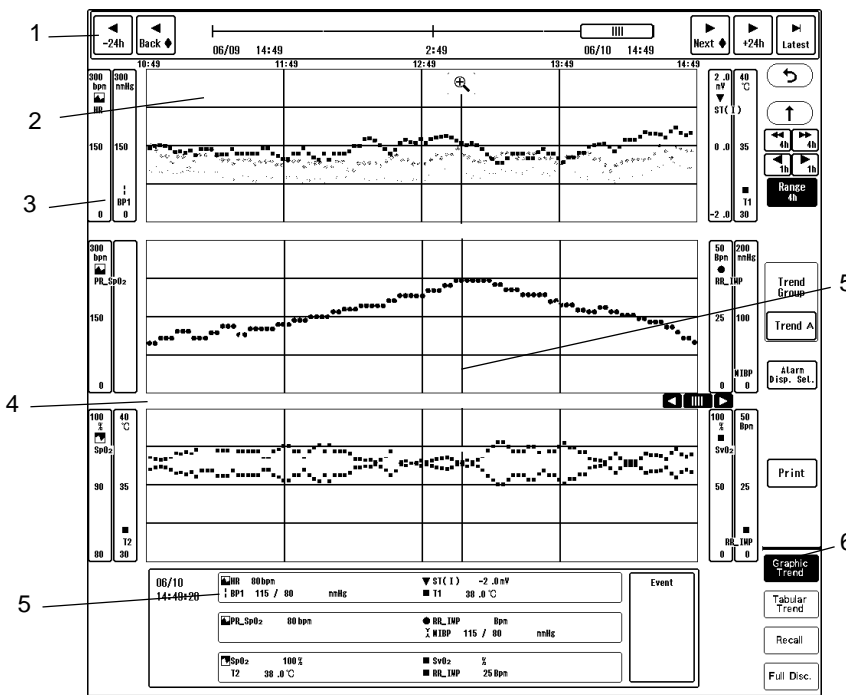 1
-24h
Back
06/09 14:49
2:49
06/10 14:49
Next
+24h
Latest
10:49 11:49 12:49 13:49 14:49
2
3
300 bpm HR 150 0
300 mmHg 150 BP1 0
2.0 mV ST(I) 0.0 -2.0
40 ℃ 35 T1 30
4h 4h
1h 1h
Range
4h
300 bpm PR_SpO₂ 150 0
50 Bpm RR_IMP 25 0
200 mmHg 100 NIBP 0
5
Trend
Group
Trend A
Alarm
Disp. Sel.
4
100 % SpO₂ 90 80
40 ℃ 35 T2 30
100 % SvO₂ 50 0
50 Bpm 25 RR_IMP 0
Print
6
Graphic
Trend
Tabular
Trend
Recall
Full Disc.
5
06/10
14:49:20
HR 80bpm ST(I) -2.0mV
BP1 115 / 80 mmHg T1 38.0℃
PR_SpO₂ 80bpm RR_IMP Bpm
NIBP 115 / 80 mmHg
SpO₂ 100% SvO₂ %
T2 38.0℃ RR_IMP 25Bpm
Event